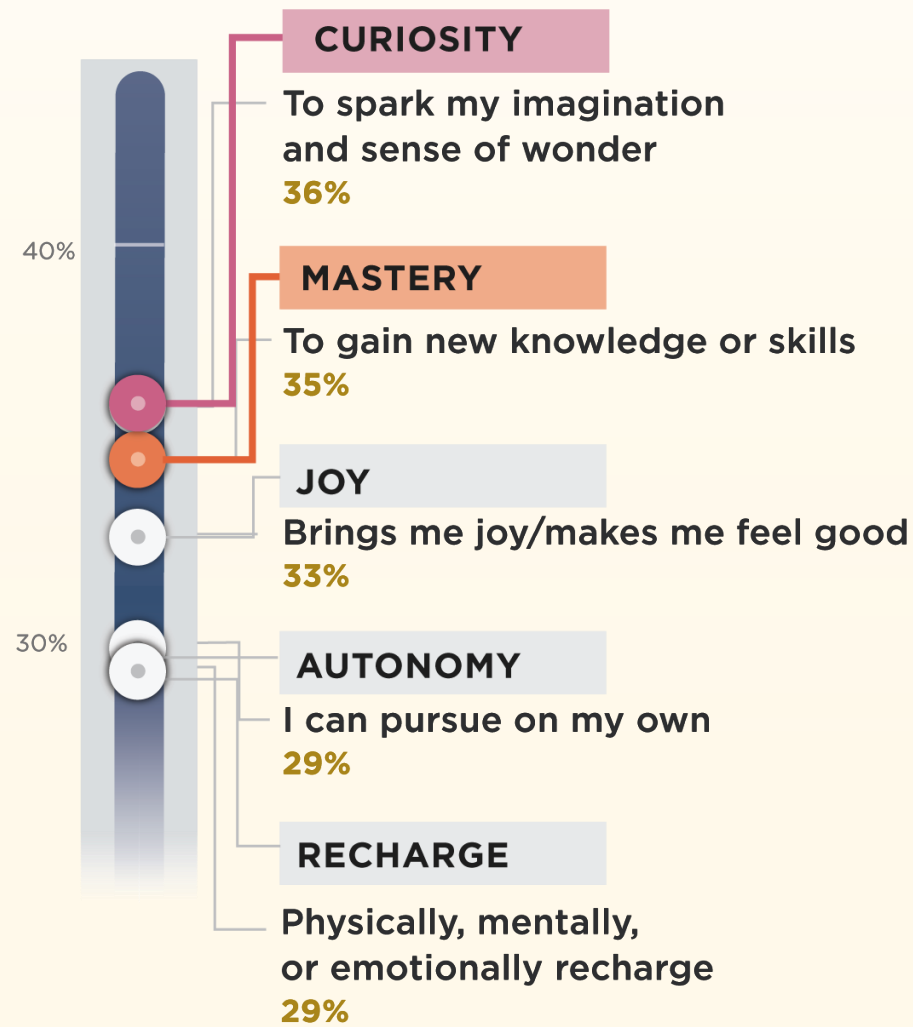 CURIOSITY
To spark my imagination
and sense of wonder
36%
40%
MASTERY
To gain new knowledge or skills
35%
JOY
Brings me joy/makes me feel good
33%
30%
AUTONOMY
I can pursue on my own
29%
RECHARGE
Physically, mentally,
or emotionally recharge
29%